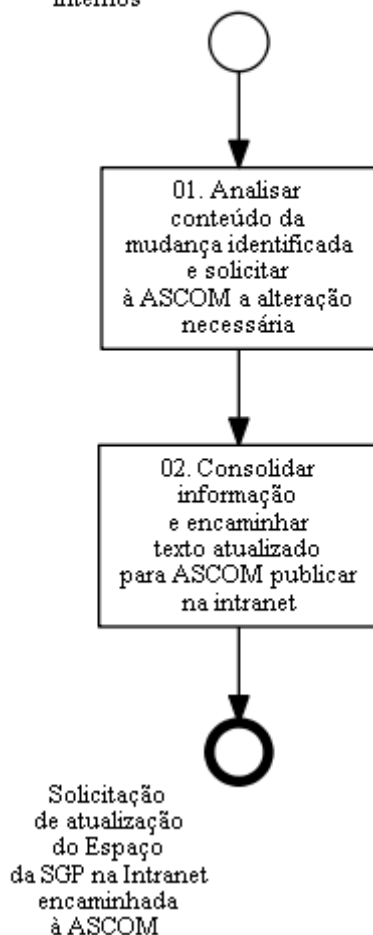 internos
01. Analisar
conteúdo da
mudança identificada
e solicitar
à ASCOM a alteração
necessária
02. Consolidar
informação
e encaminhar
texto atualizado
para ASCOM publicar
na intranet
Solicitação
de atualização
do Espaço
da SGP na Intranet
encaminhada
à ASCOM